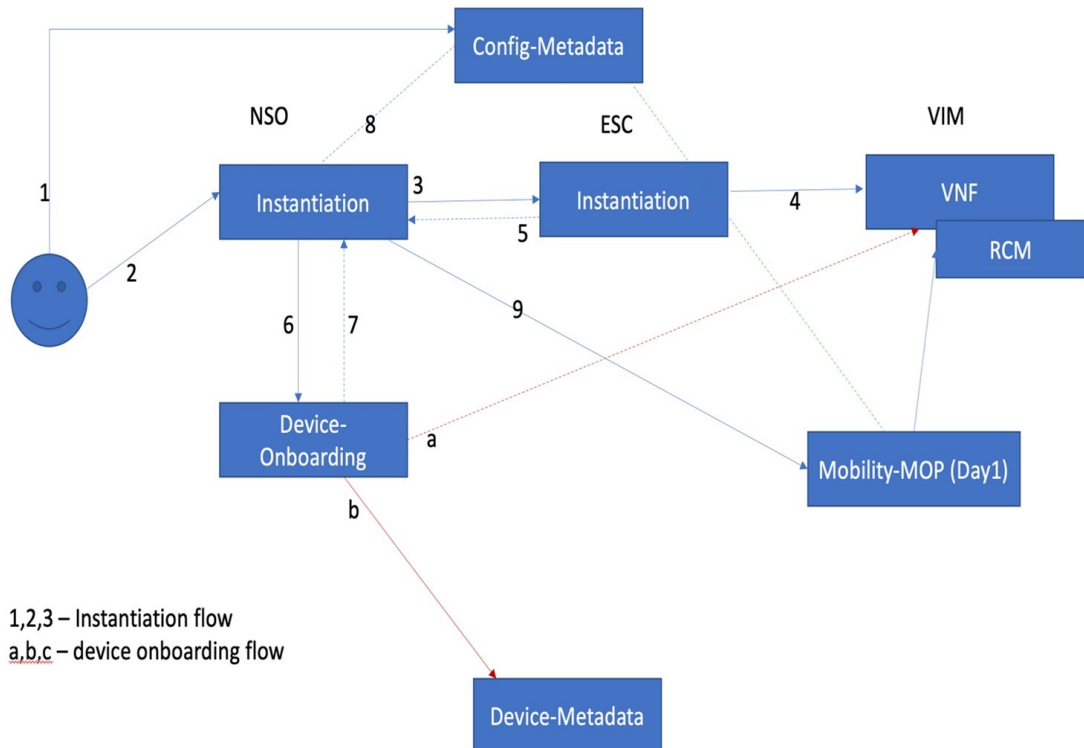 Config-Metadata
NSO
8
ESC
VIM
1
Instantiation
3
5
Instantiation
4
VNF
RCM
2
6
7
9
Device-
Onboarding
a
Mobility-MOP (Day1)
b
1,2,3 – Instantiation flow
a,b,c – device onboarding flow
Device-Metadata